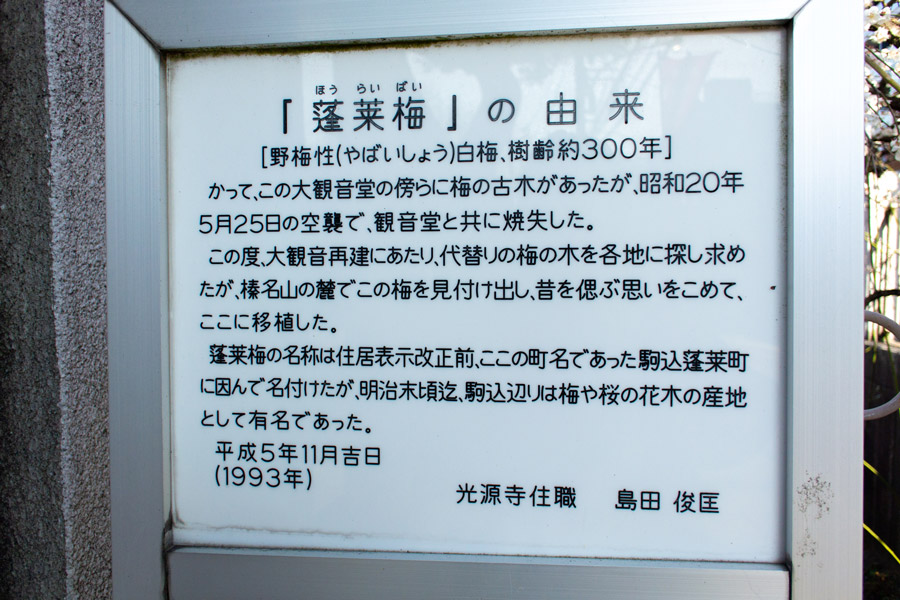 ほう らい ばい
「蓬莱梅」の由来
[野梅性(やばいしょう)白梅、樹齢約300年]
かって、この大観音堂の傍らに梅の古木があったが、昭和20年
5月25日の空襲で、観音堂と共に焼失した。
この度、大観音再建にあたり、代替りの梅の木を各地に探し求め
たが、榛名山の麓でこの梅を見付け出し、昔を偲ぶ思いをこめて、
ここに移植した。
蓬莱梅の名称は住居表示改正前、ここの町名であった駒込蓬莱町
に因んで名付けたが、明治末頃迄、駒込辺りは梅や桜の花木の産地
として有名であった。
平成5年11月吉日
(1993年)
光源寺住職 島田 俊匡